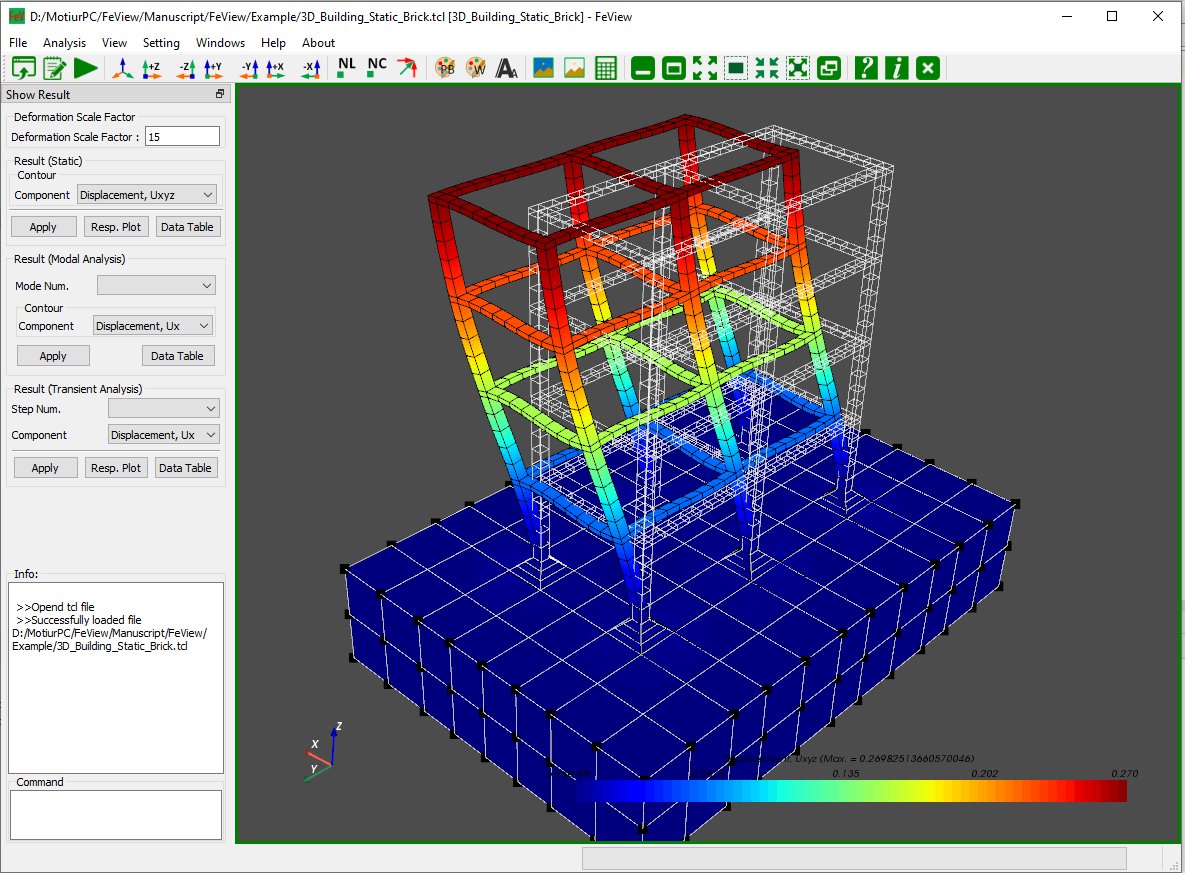 FeV D:/MotiurPC/FeView/Manuscript/FeView/Example/3D_Building_Static_Brick.tcl [3D_Building_Static_Brick] - FeView
FIle Analysis View Setting Windows Help About
+Z -Z +Y -Y +X -X NL NC B W A A ? i
Show Result
Deformation Scale Factor
Deformation Scale Factor : 15
Result (Static)
Contour
Component Displacement, Uxyz
Apply Resp. Plot Data Table
Result (Modal Analysis)
Mode Num.
Contour
Component Displacement, Ux
Apply Data Table
Result (Transient Analysis)
Step Num.
Component Displacement, Ux
Apply Resp. Plot Data Table
Info:
>>Opend tcl file
>>Successfully loaded file
D:/MotiurPC/FeView/Manuscript/FeView/
Example/3D_Building_Static_Brick.tcl
Command
Z
X
Y
Uxyz (Max. = 0.26982513660570046)
0.135 0.202 0.270